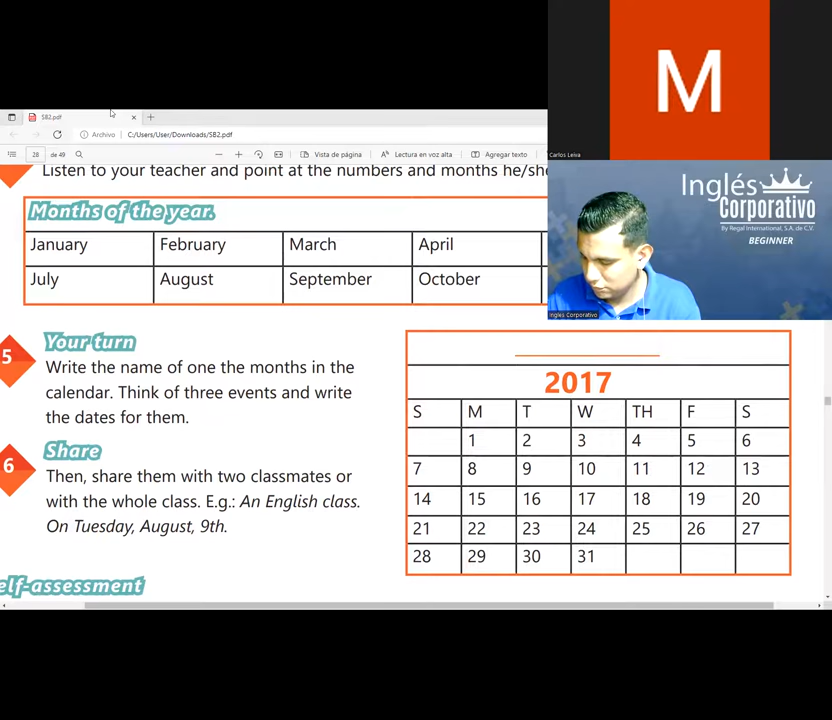 M
Carlos Leiva
SB2.pdf
Archivo
C:/Users/User/Downloads/SB2.pdf
28 de 49
Vista de página
Lectura en voz alta
Agregar texto
Inglés
Corporativo
By Regal International, S.A. de C.V.
BEGINNER
Inglés Corporativo
Listen to your teacher and point at the numbers and months he/she
Months of the year.
January February March April
July August September October
5 Your turn
Write the name of one the months in the
calendar. Think of three events and write
the dates for them.
6 Share
Then, share them with two classmates or
with the whole class. E.g.: An English class.
On Tuesday, August, 9th.
elf-assessment
2017
S M T W TH F S
1 2 3 4 5 6
7 8 9 10 11 12 13
14 15 16 17 18 19 20
21 22 23 24 25 26 27
28 29 30 31